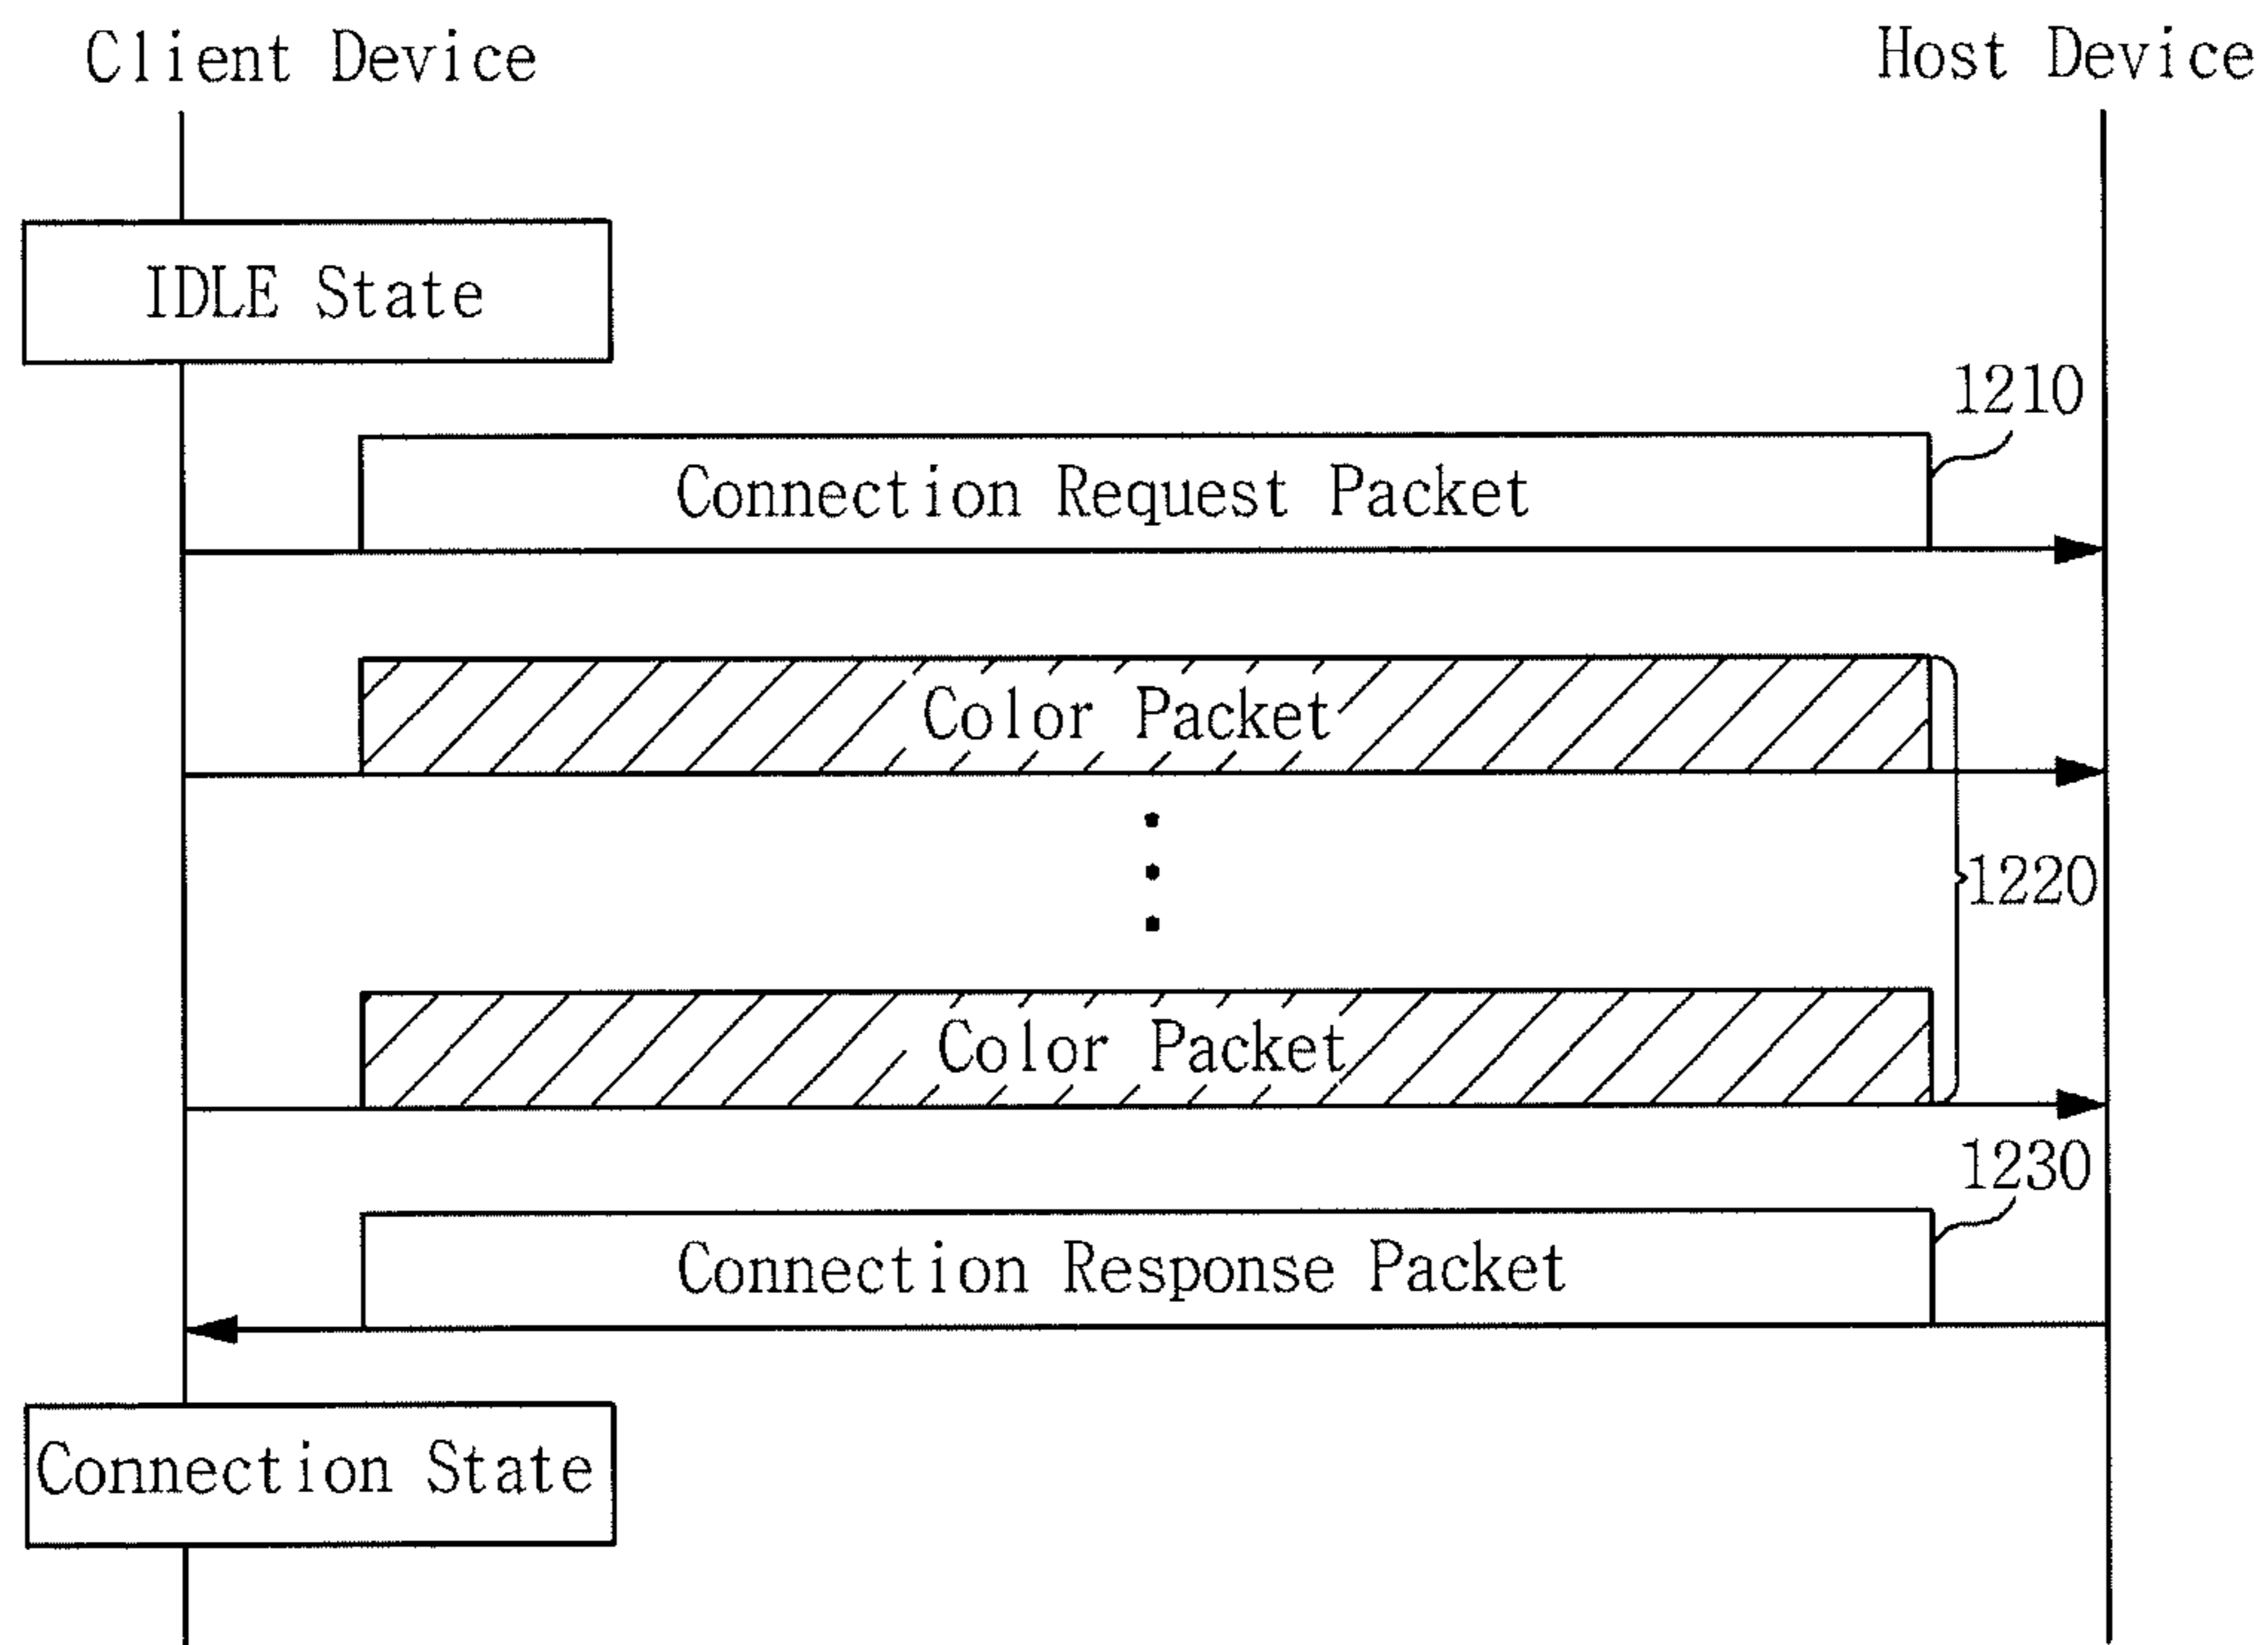 Client Device
Host Device
IDLE State
1210
Connection Request Packet
Color Packet
1220
Color Packet
1230
Connection Response Packet
Connection State